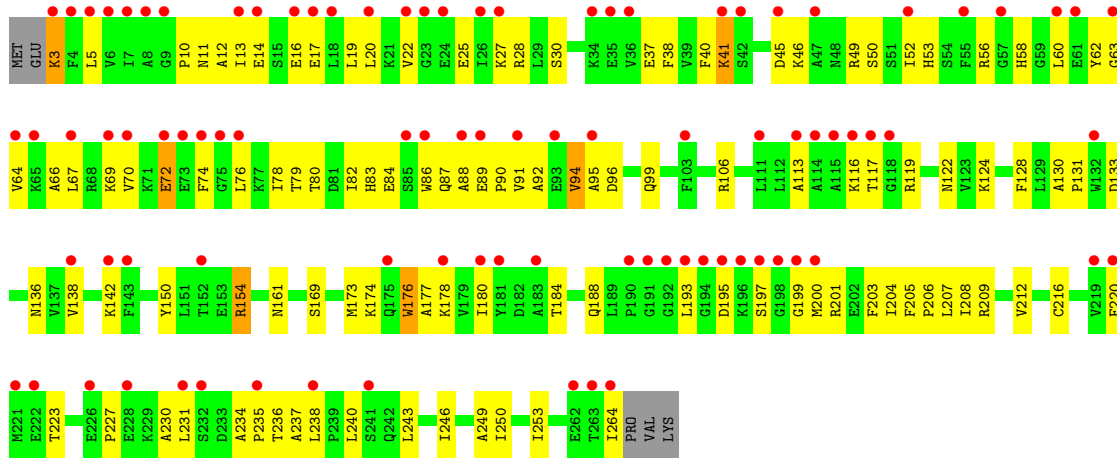 MET GLU K3 F4 L5 V6 I7 A8 G9 P10 N11 A12 I13 E14 S15 E16 E17 L18 L19 L20 K21 V22 G23 E24 E25 I26 K27 R28 L29 S30 K34 E35 V36 E37 F38 V39 F40 K41 S42 D45 K46 A47 N48 R49 S50 S51 I52 H53 S54 F55 R56 G57 H58 G59 L60 E61 Y62 G63
V64 K65 A66 L67 R68 K69 V70 K71 E72 E73 F74 G75 L76 K77 I78 T79 T80 D81 I82 H83 E84 S85 W86 Q87 A88 E89 P90 V91 A92 E93 V94 A95 D96 Q99 F103 R106 L111 L112 A113 A114 A115 K116 T117 G118 R119 N122 V123 K124 F128 L129 A130 P131 W132 D133
N136 V137 V138 K142 F143 Y150 L151 T152 E153 R154 N161 S169 M173 K174 Q175 W176 A177 K178 V179 I180 Y181 D182 A183 T184 Q188 L189 P190 G191 G192 L193 G194 D195 K196 S197 G198 G199 M200 R201 E202 F203 I204 F205 P206 L207 I208 R209 V212 C216 V219 F220
M221 E222 T223 E226 P227 E228 K229 A230 L231 S232 D233 A234 P235 T236 A237 L238 P239 L240 S241 Q242 L243 I246 A249 I250 I253 E262 T263 I264 PRO VAL LYS